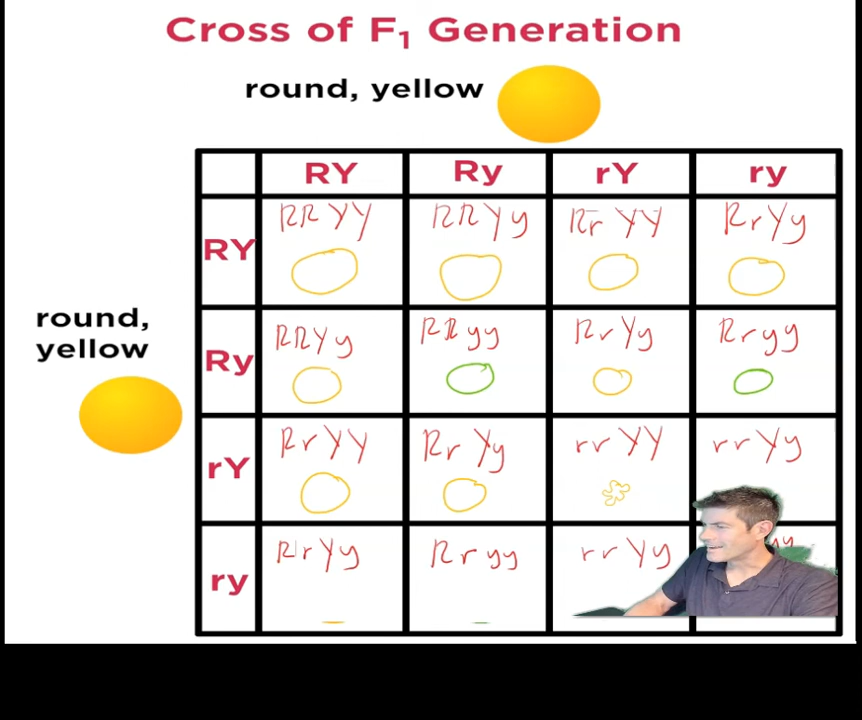 Cross of F₁ Generation
round, yellow
RY Ry rY ry
RY RRYY RRYy RrYY RrYy
round,
yellow
Ry RRYy RRyy RrYy Rryy
rY RrYY RrYy rrYY rrYy
ry RrYy Rryy rrYy